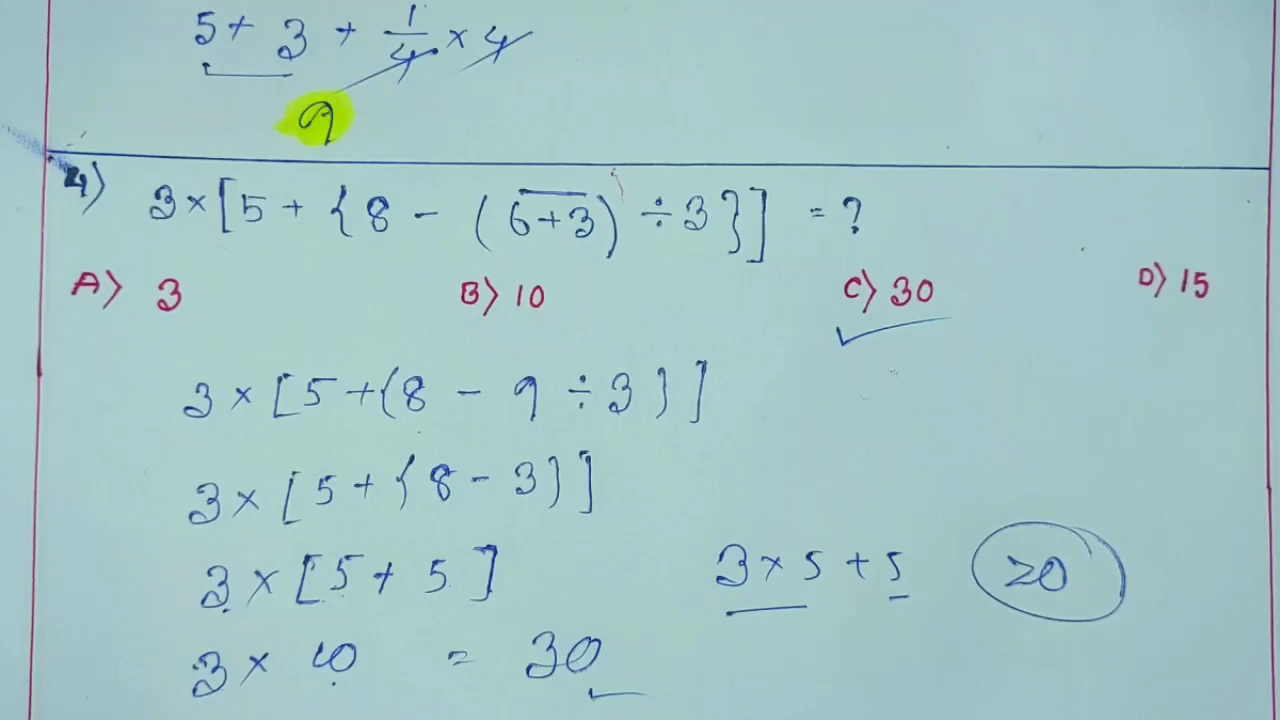 5 + 3 + 1/4 × 4
9
4) 3 × [5 + {8 - (6+3) ÷ 3}] = ?
A) 3 B) 10 C) 30 D) 15
3 × [5 + {8 - 9 ÷ 3}]
3 × [5 + {8 - 3}]
3 × [5 + 5] 3 × 5 + 5 20
3 × 10 = 30